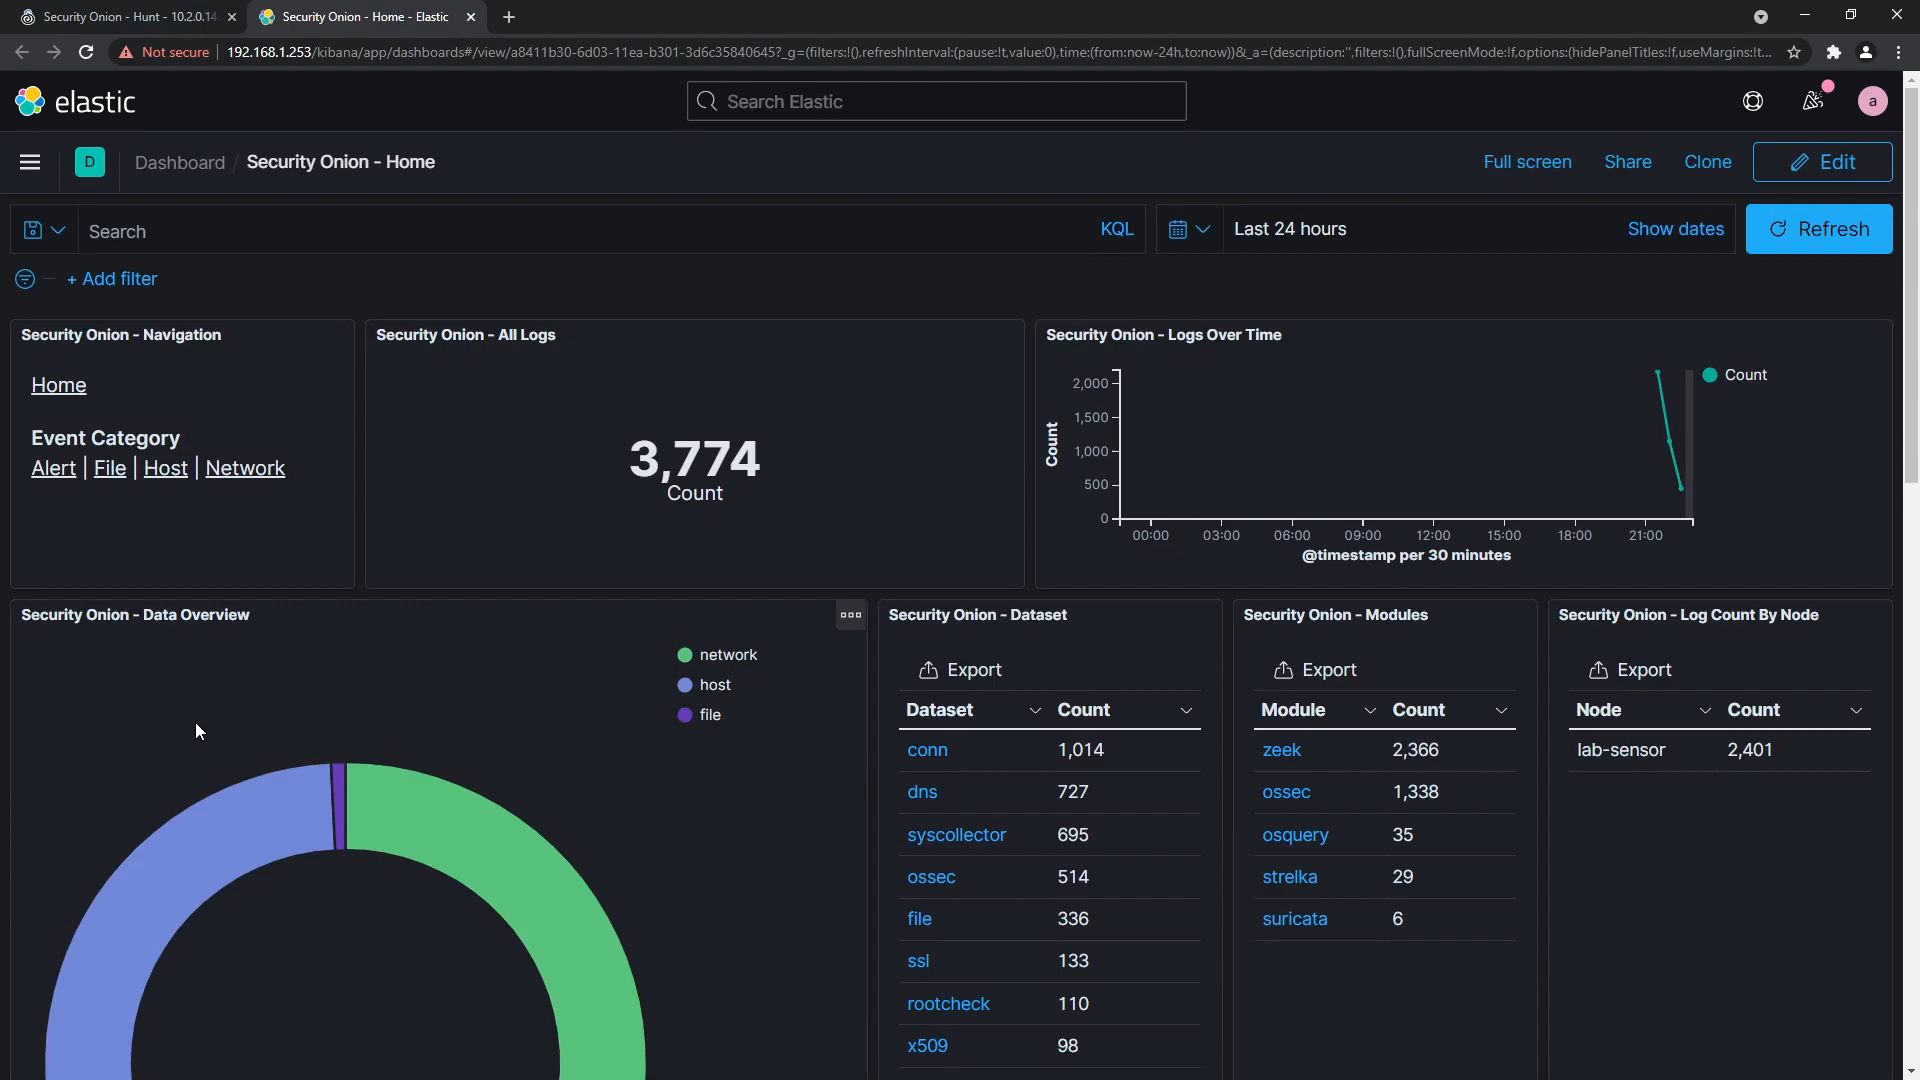 Security Onion - Hunt - 10.2.0.14
Security Onion - Home - Elastic
Not secure
192.168.1.253/kibana/app/dashboards#/view/a8411b30-6d03-11ea-b301-3d6c35840645?_g=(filters:!(),refreshInterval:(pause:!t,value:0),time:(from:now-24h,to:now))&_a=(description:'',filters:!(),fullScreenMode:!f,options:(hidePanelTitles:!f,useMargins:!t...
elastic
Search Elastic
a
D
Dashboard / Security Onion - Home
Full screen
Share
Clone
Edit
Search
KQL
Last 24 hours
Show dates
Refresh
+ Add filter
Security Onion - Navigation
Home
Event Category
Alert | File | Host | Network
Security Onion - All Logs
3,774
Count
Security Onion - Logs Over Time
Count
2,000
1,500
1,000
500
0
Count
00:00 03:00 06:00 09:00 12:00 15:00 18:00 21:00
@timestamp per 30 minutes
Security Onion - Data Overview
network
host
file
Security Onion - Dataset
Export
Dataset Count
conn 1,014
dns 727
syscollector 695
ossec 514
file 336
ssl 133
rootcheck 110
x509 98
Security Onion - Modules
Export
Module Count
zeek 2,366
ossec 1,338
osquery 35
strelka 29
suricata 6
Security Onion - Log Count By Node
Export
Node Count
lab-sensor 2,401